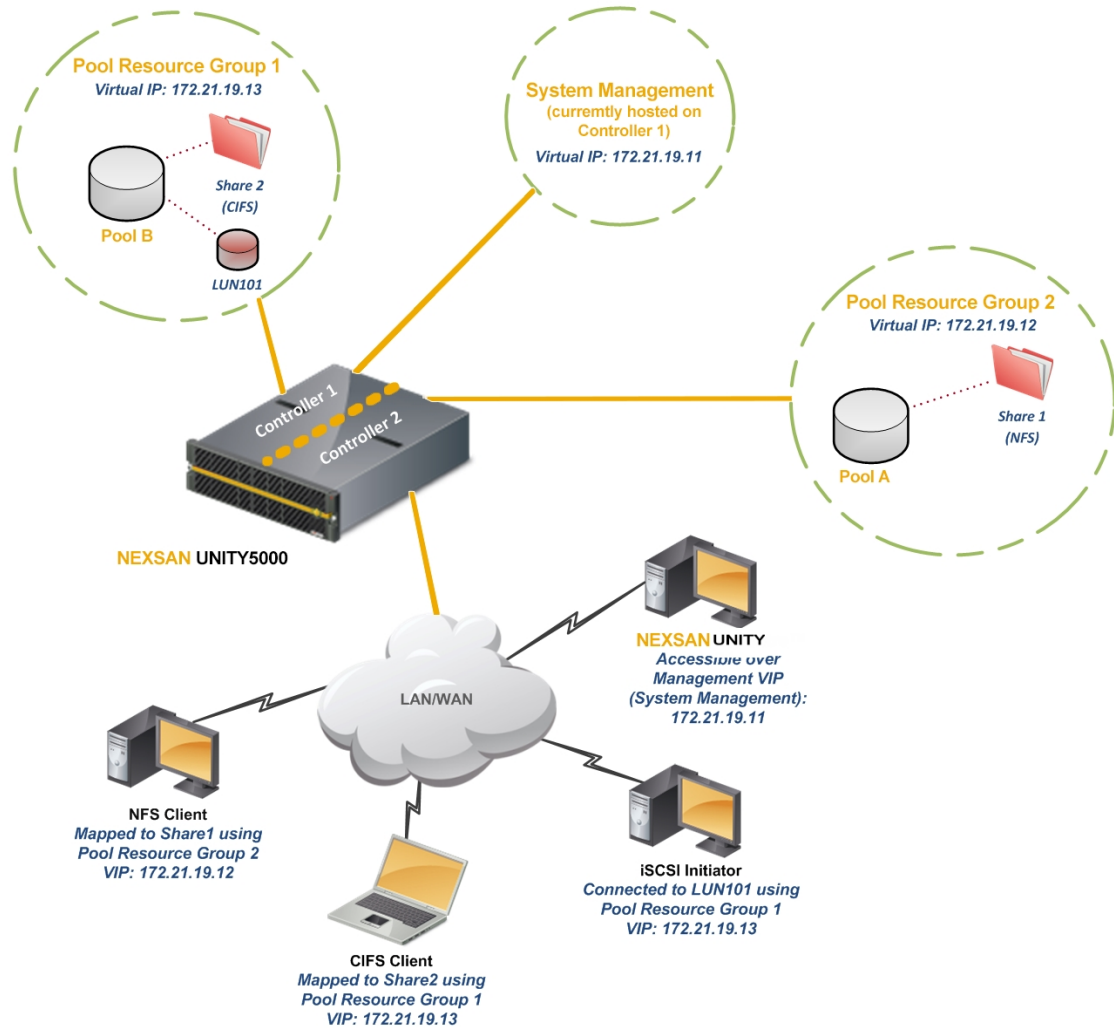 Pool Resource Group 1
Virtual IP: 172.21.19.13
Share 2
(CIFS)
Pool B
LUN101
System Management
(currently hosted on
Controller 1)
Virtual IP: 172.21.19.11
Pool Resource Group 2
Virtual IP: 172.21.19.12
Share 1
(NFS)
Pool A
Controller 1
Controller 2
NEXSAN UNITY5000
LAN/WAN
NEXSAN UNITY
Accessible over
Management VIP
(System Management):
172.21.19.11
NFS Client
Mapped to Share1 using
Pool Resource Group 2
VIP: 172.21.19.12
iSCSI Initiator
Connected to LUN101 using
Pool Resource Group 1
VIP: 172.21.19.13
CIFS Client
Mapped to Share2 using
Pool Resource Group 1
VIP: 172.21.19.13